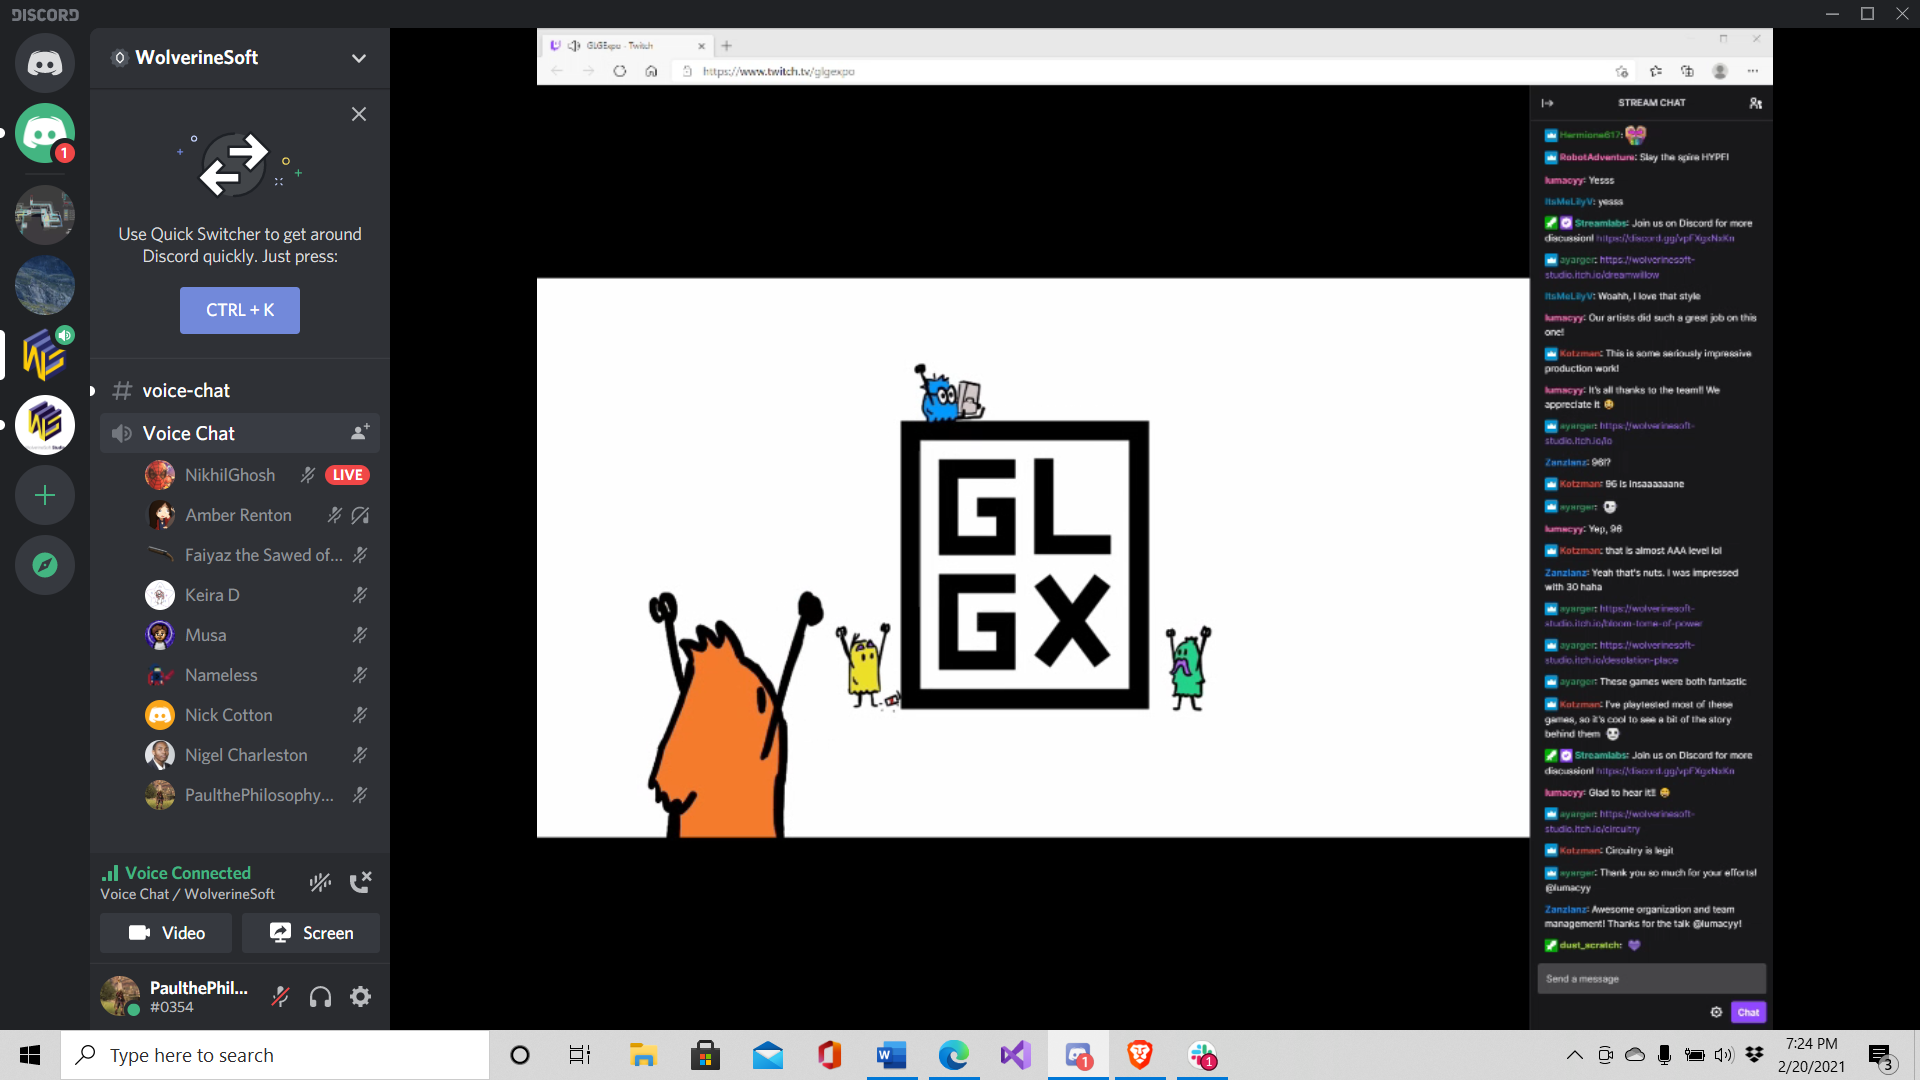 DISCORD
WolverineSoft
Use Quick Switcher to get around
Discord quickly. Just press:
CTRL + K
# voice-chat
Voice Chat
NikhilGhosh
LIVE
Amber Renton
Faiyaz the Sawed of...
Keira D
Musa
Nameless
Nick Cotton
Nigel Charleston
PaulthePhilosophy...
Voice Connected
Voice Chat / WolverineSoft
Video
Screen
PaulthePhil...
#0354
GLGExpo - Twitch
https://www.twitch.tv/glgexpo
GL
GX
STREAM CHAT
Hermione617:
RobotAdventure: Slay the spire HYPE!
lumacyy: Yesss
ItsMeLilyV: yesss
Streamlabs: Join us on Discord for more
discussion! https://discord.gg/vpFXgxNxKn
ayarger: https://wolverinesoft-
studio.itch.io/dreamwillow
ItsMeLilyV: Woahh, I love that style
lumacyy: Our artists did such a great job on this
one!
Kotzman: This is some seriously impressive
production work!
lumacyy: It's all thanks to the team!! We
appreciate it
ayarger: https://wolverinesoft-
studio.itch.io/io
Zanzlanz: 96!?
Kotzman: 96 is insaaaaaane
ayarger:
lumacyy: Yep, 96
Kotzman: that is almost AAA level lol
Zanzlanz: Yeah that's nuts. I was impressed
with 30 haha
ayarger: https://wolverinesoft-
studio.itch.io/bloom-tome-of-power
ayarger: https://wolverinesoft-
studio.itch.io/desolation-place
ayarger: These games were both fantastic
Kotzman: I've playtested most of these
games, so it's cool to see a bit of the story
behind them
Streamlabs: Join us on Discord for more
discussion! https://discord.gg/vpFXgxNxKn
lumacyy: Glad to hear it!!
ayarger: https://wolverinesoft-
studio.itch.io/circuitry
Kotzman: Circuitry is legit
ayarger: Thank you so much for your efforts!
@lumacyy
Zanzlanz: Awesome organization and team
management! Thanks for the talk @lumacyy!
dust_scratch:
Send a message
Chat
Type here to search
7:24 PM
2/20/2021
3